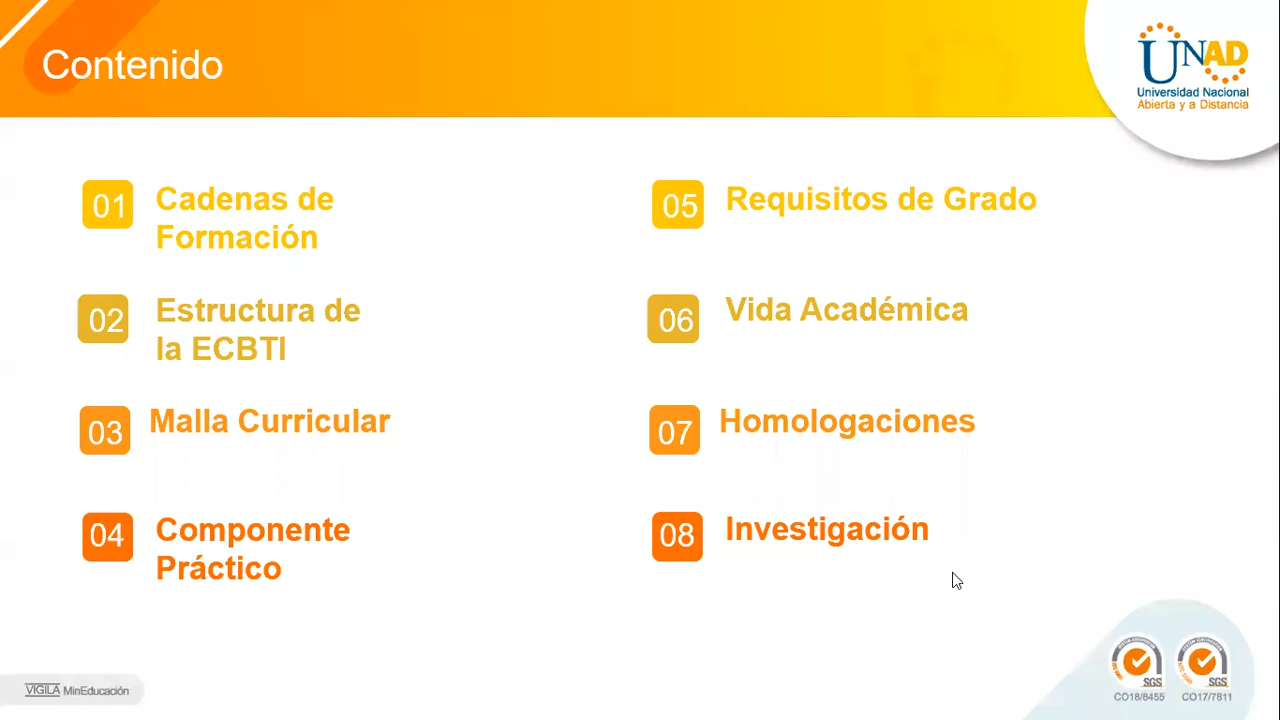 Contenido
UNAD
Universidad Nacional
Abierta y a Distancia
01
Cadenas de
Formación
02
Estructura de
la ECBTI
03
Malla Curricular
04
Componente
Práctico
05
Requisitos de Grado
06
Vida Académica
07
Homologaciones
08
Investigación
VIGILA MinEducación
SGS
CO18/8455
SGS
CO17/7811